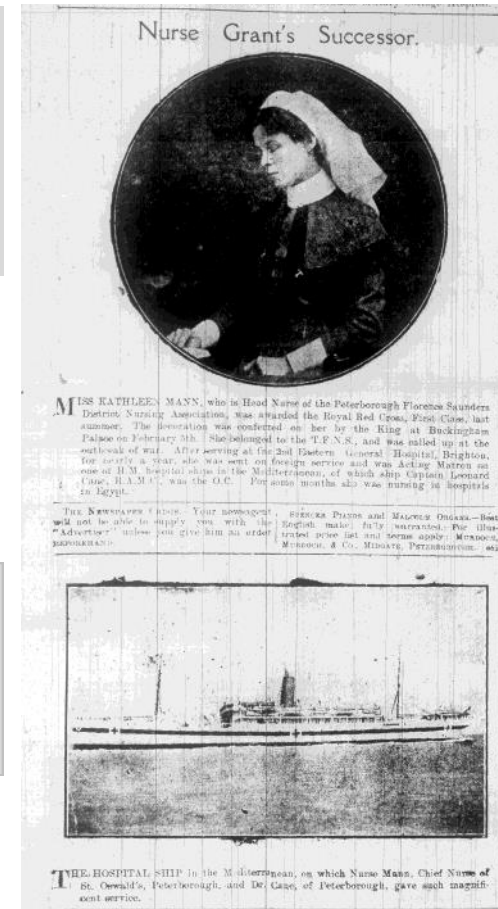 Nurse Grant's Successor.
MISS KATHLEEN MANN, who is Head Nurse of the Peterborough Florence Saunders
District Nursing Association, was awarded the Royal Red Cross, First Class, last
summer. The decoration was conferred on her by the King at Buckingham
Palace on February 5th. She belonged to the T.F.N.S., and was called up at the
outbreak of war. After serving at the 2nd Eastern General Hospital, Brighton,
for nearly a year, she was sent on foreign service and was Acting Matron on
one of H.M. hospital ships in the Mediterranean, of which ship Captain Leonard
Cane, R.A.M.C., was the O.C. For some months she was nursing in hospitals
in Egypt.
THE NEWSPAPER Your newsagent
will not be able to supply you with the
"Advertiser" unless you give him an order
BEFOREHAND.
SPENCER PIANOS and MALCOLM ORGANS.—Best
English make; fully warranted. For illus-
trated price list and terms apply: MURDOCH,
MURDOCH, & CO., MIDGATE, PETERBOROUGH.
THE HOSPITAL SHIP in the Mediterranean, on which Nurse Mann, Chief Nurse of
St. Oswald's, Peterborough, and Dr. Cane, of Peterborough, gave such magnifi-
cent service.